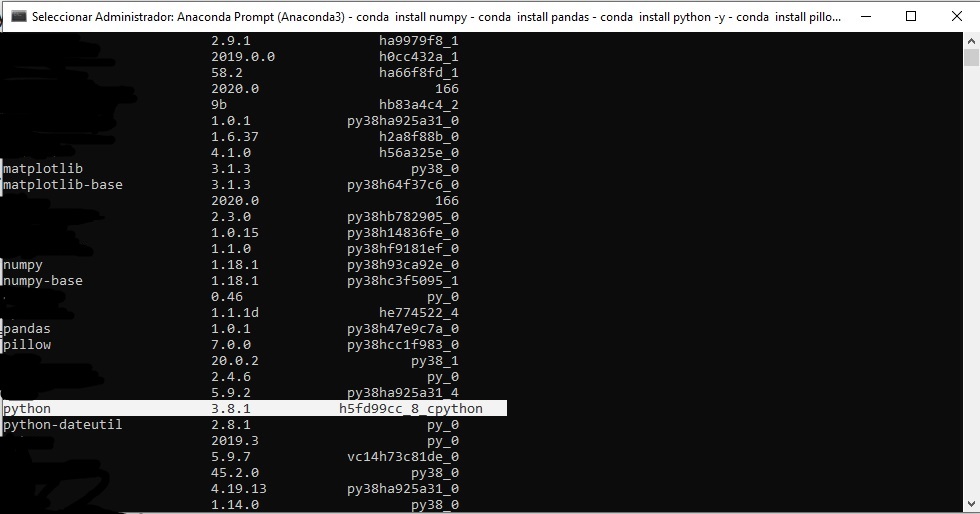 Seleccionar Administrador: Anaconda Prompt (Anaconda3) - conda install numpy - conda install pandas - conda install python -y - conda install pillo...
2.9.1 ha9979f8_1
2019.0.0 h0cc432a_1
58.2 ha66f8fd_1
2020.0 166
9b hb83a4c4_2
1.0.1 py38ha925a31_0
1.6.37 h2a8f88b_0
4.1.0 h56a325e_0
matplotlib 3.1.3 py38_0
matplotlib-base 3.1.3 py38h64f37c6_0
2020.0 166
2.3.0 py38hb782905_0
1.0.15 py38h14836fe_0
1.1.0 py38hf9181ef_0
numpy 1.18.1 py38h93ca92e_0
numpy-base 1.18.1 py38hc3f5095_1
0.46 py_0
1.1.1d he774522_4
pandas 1.0.1 py38h47e9c7a_0
pillow 7.0.0 py38hcc1f983_0
20.0.2 py38_1
2.4.6 py_0
5.9.2 py38ha925a31_4
python 3.8.1 h5fd99cc_8_cpython
python-dateutil 2.8.1 py_0
2019.3 py_0
5.9.7 vc14h73c81de_0
45.2.0 py38_0
4.19.13 py38ha925a31_0
1.14.0 py38_0